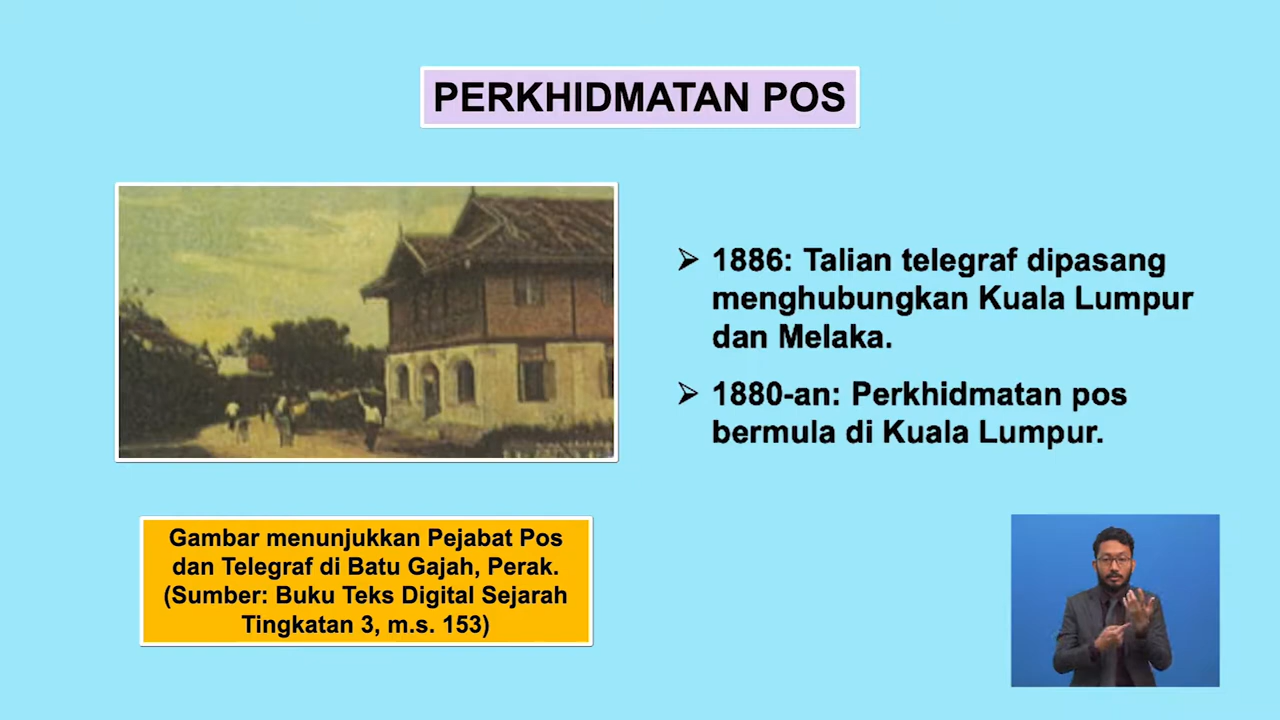 PERKHIDMATAN POS
➢ 1886: Talian telegraf dipasang
menghubungkan Kuala Lumpur
dan Melaka.
➢ 1880-an: Perkhidmatan pos
bermula di Kuala Lumpur.
Gambar menunjukkan Pejabat Pos
dan Telegraf di Batu Gajah, Perak.
(Sumber: Buku Teks Digital Sejarah
Tingkatan 3, m.s. 153)